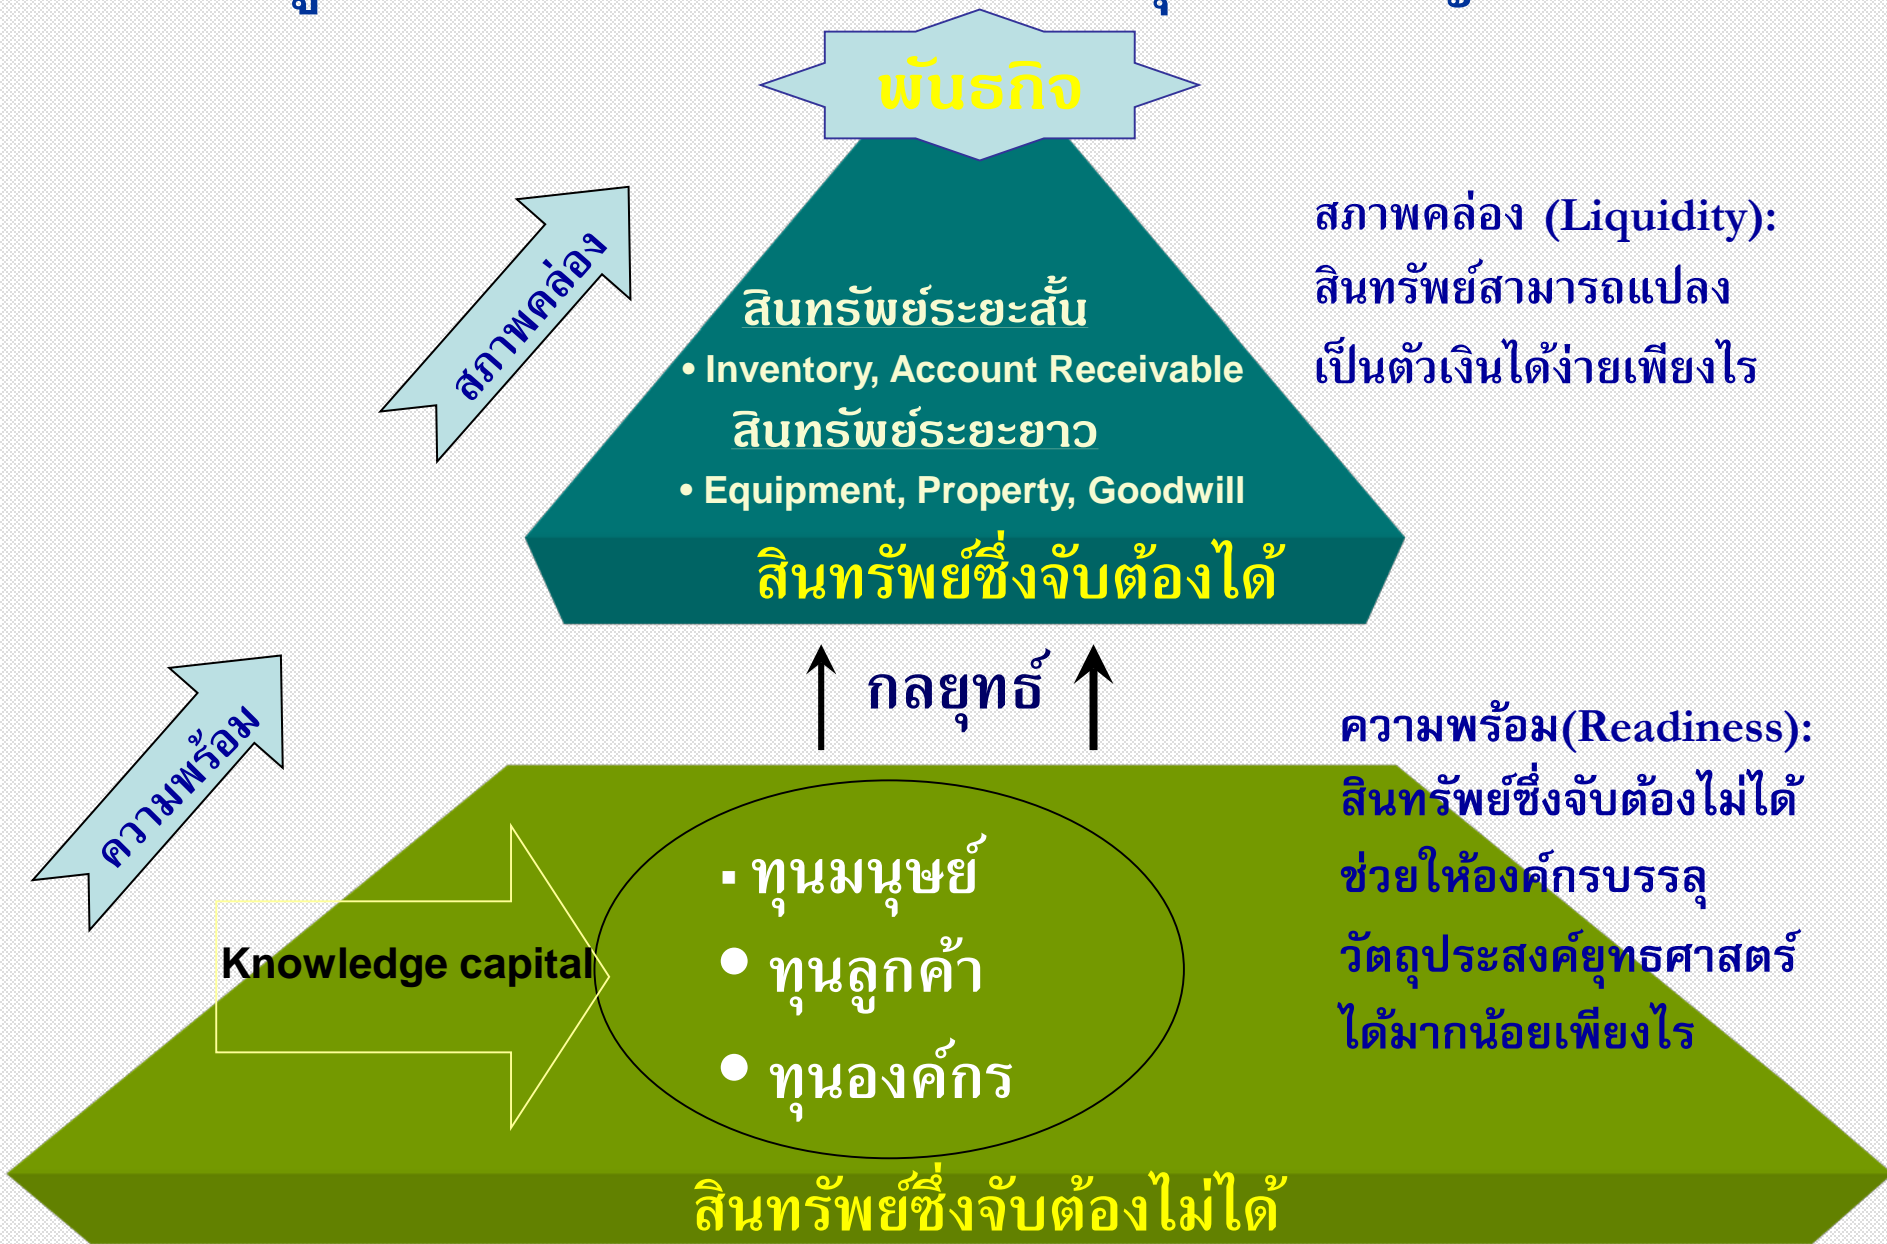 พันธกิจ
สภาพคล่อง
สภาพคล่อง (Liquidity):
สินทรัพย์สามารถแปลง
เป็นตัวเงินได้ง่ายเพียงไร
สินทรัพย์ระยะสั้น
• Inventory, Account Receivable
สินทรัพย์ระยะยาว
• Equipment, Property, Goodwill
สินทรัพย์ซึ่งจับต้องได้
กลยุทธ์
ความพร้อม
ความพร้อม(Readiness):
สินทรัพย์ซึ่งจับต้องไม่ได้
ช่วยให้องค์กรบรรลุ
วัตถุประสงค์ยุทธศาสตร์
ได้มากน้อยเพียงไร
Knowledge capital
▪ ทุนมนุษย์
• ทุนลูกค้า
• ทุนองค์กร
สินทรัพย์ซึ่งจับต้องไม่ได้